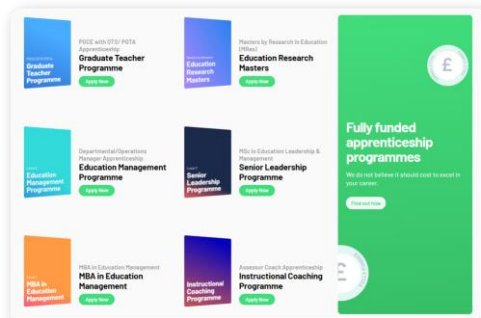 PGCE with QTS/ PGTA
Apprenticeship
Graduate Teacher
Programme
Apply Now
Graduate
Teacher
Programme
Masters by Research in Education
(MRes)
Education Research
Masters
Apply Now
Education
Research
Masters
Departmental/Operations
Manager Apprenticeship
Education Management
Programme
Apply Now
Education
Management
Programme
MSc in Education Leadership &
Management
Senior Leadership
Programme
Apply Now
Senior
Leadership
Programme
MBA in Education Management
MBA in Education
Management
Apply Now
MBA in
Education
Management
Assessor Coach Apprenticeship
Instructional Coaching
Programme
Apply Now
Instructional
Coaching
Programme
£
Fully funded
apprenticeship
programmes
We do not believe it should cost to excel in
your career.
Find out how
£